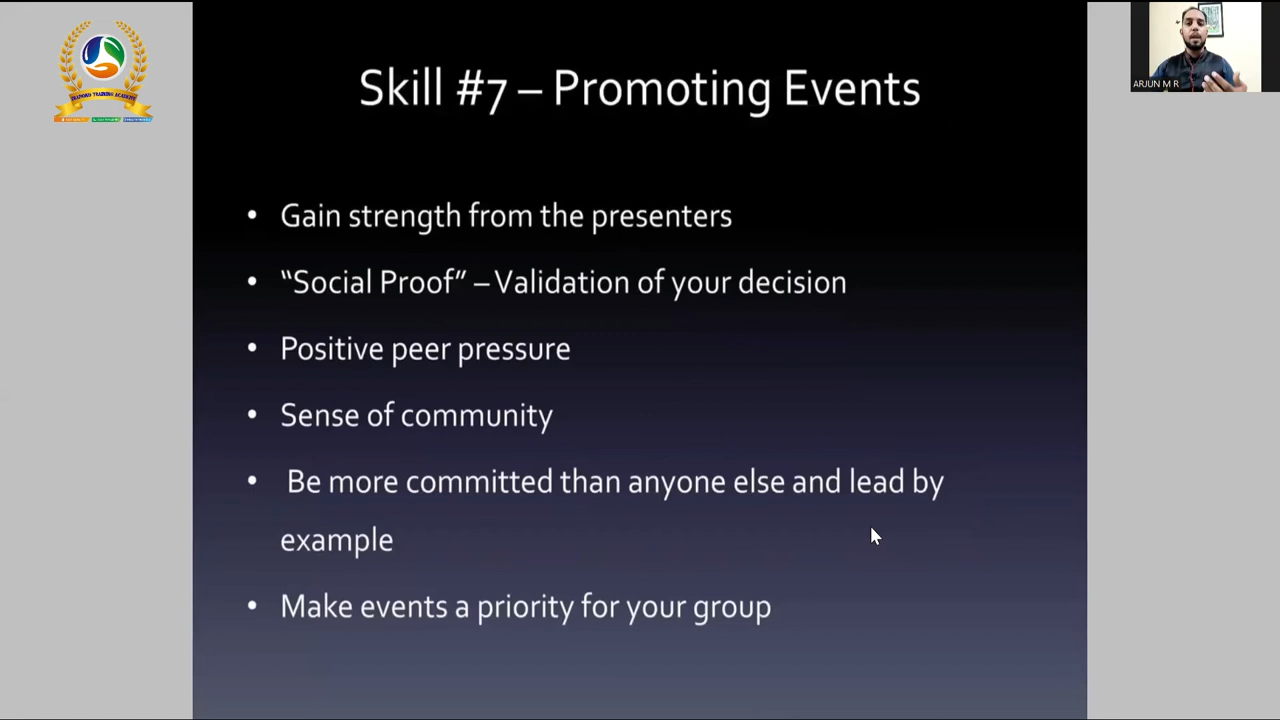 Skill #7 – Promoting Events
ARJUN M R
• Gain strength from the presenters
• “Social Proof” – Validation of your decision
• Positive peer pressure
• Sense of community
• Be more committed than anyone else and lead by
example
• Make events a priority for your group
TRAINING ACADEMY